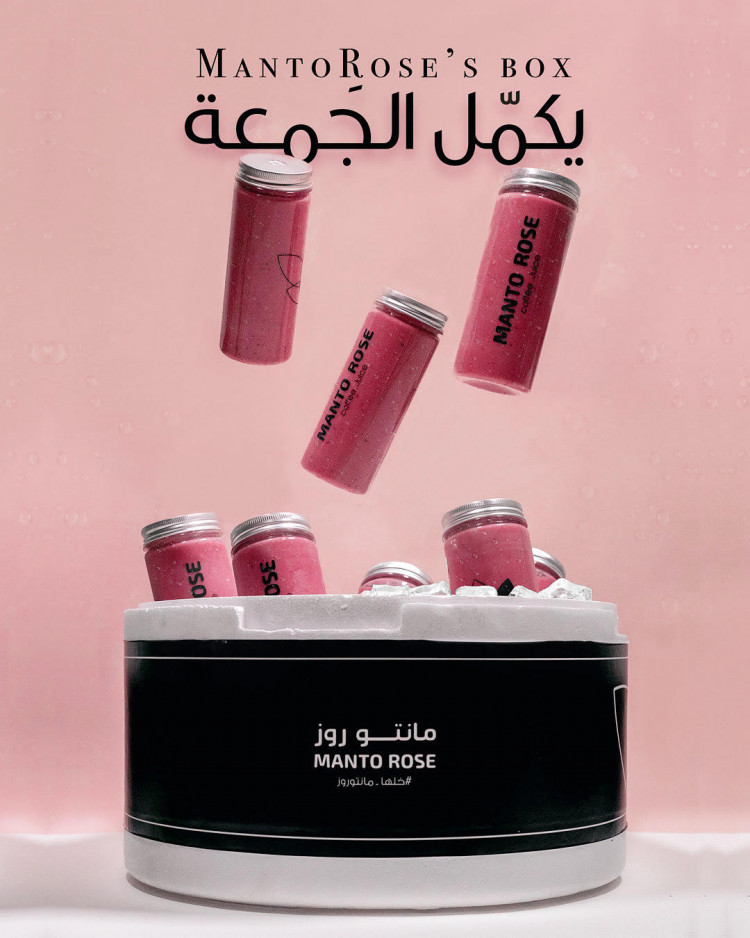 MANTOROSE'S BOX
يكمّل الجَمعة
MANTO ROSE
coffee Juice
MANTO ROSE
coffee Juice
OSE
OSE
مانتـــو روز
MANTO ROSE
#خلها_مانتوروز